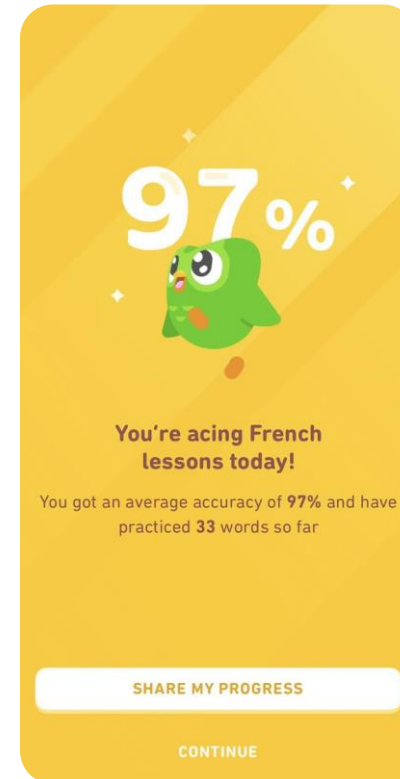 97%
You're acing French
lessons today!
You got an average accuracy of 97% and have
practiced 33 words so far
SHARE MY PROGRESS
CONTINUE